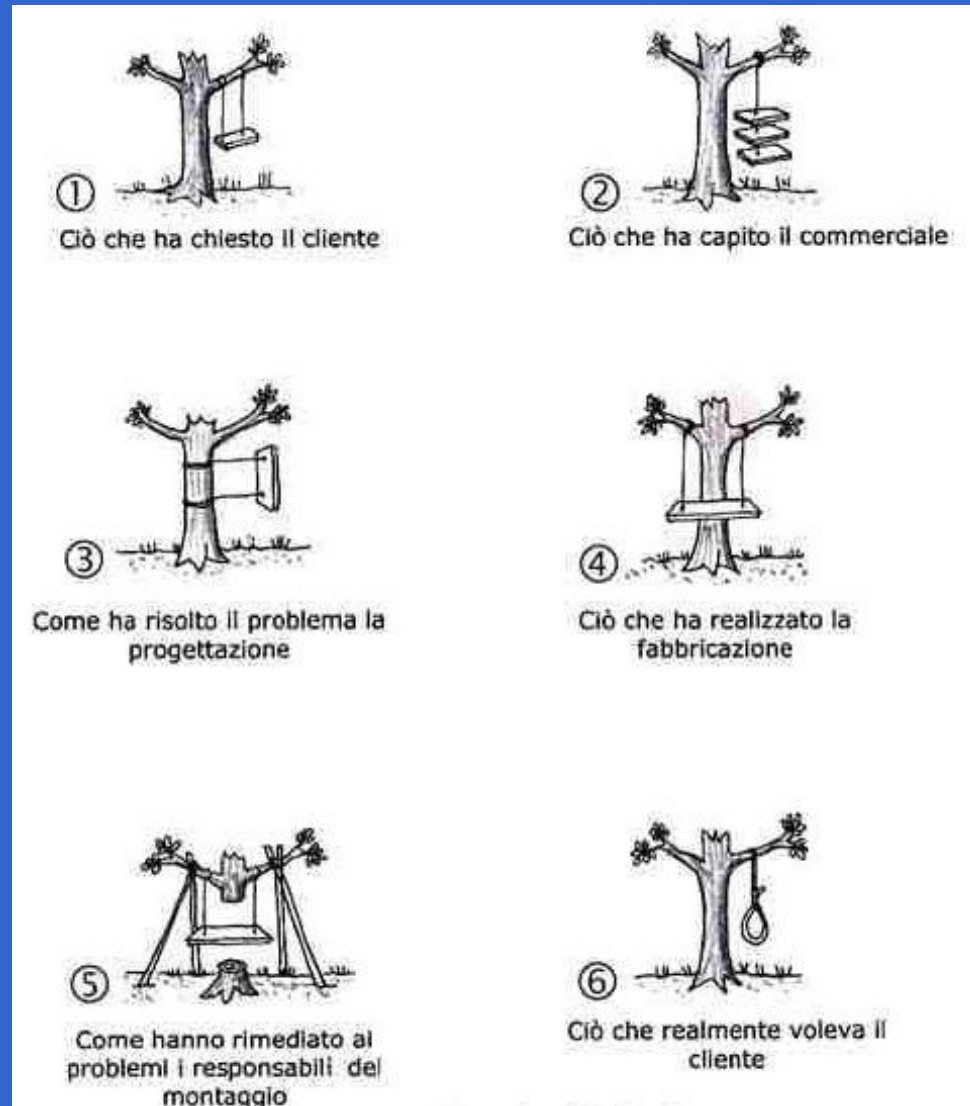 ①
Ciò che ha chiesto il cliente
②
Ciò che ha capito il commerciale
③
Come ha risolto il problema la
progettazione
④
Ciò che ha realizzato la
fabbricazione
⑤
Come hanno rimediato ai
problemi i responsabili del
montaggio
⑥
Ciò che realmente voleva il
cliente